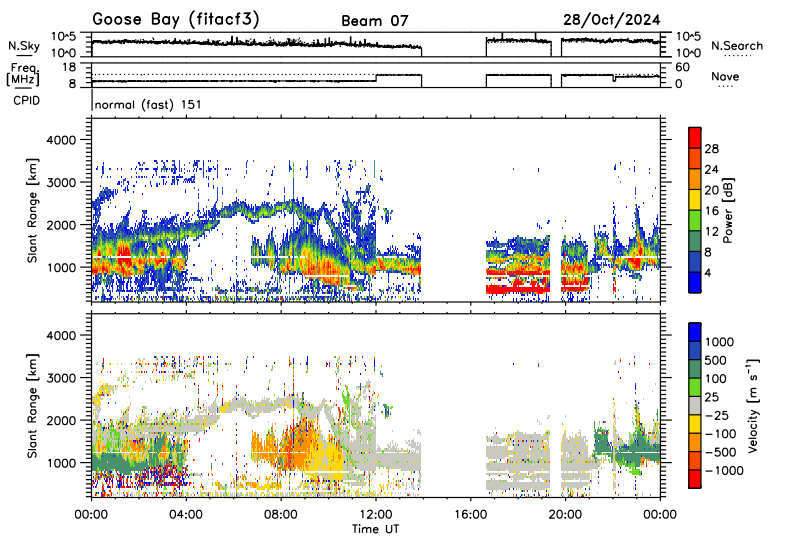 Goose Bay (fitacf3)
Beam 07
28/Oct/2024
N.Sky
10^5
10^0
10^5
10^0
N.Search
Freq.
[MHz]
18
8
60
0
Nave
CPID
normal (fast) 151
Slant Range [km]
4000
3000
2000
1000
28
24
20
16
12
8
4
Power [dB]
Slant Range [km]
4000
3000
2000
1000
1000
500
100
25
−25
−100
−500
−1000
Velocity [m s⁻¹]
00:00
04:00
08:00
12:00
16:00
20:00
00:00
Time UT